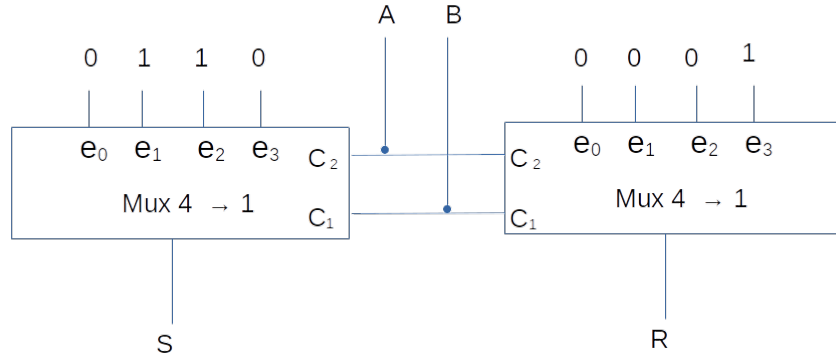 A B
0 1 1 0 0 0 0 1
e₀ e₁ e₂ e₃ e₀ e₁ e₂ e₃
C₂ C₂
Mux 4 → 1 Mux 4 → 1
C₁ C₁
S R